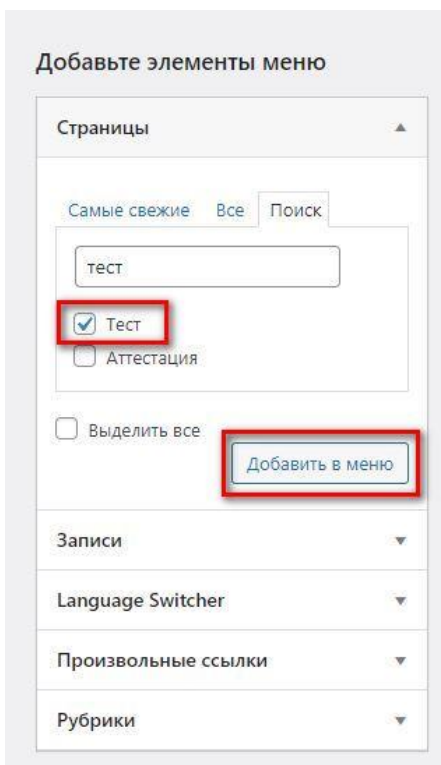 Добавьте элементы меню
Страницы
Самые свежие Все Поиск
тест
Тест
Аттестация
Выделить все
Добавить в меню
Записи
Language Switcher
Произвольные ссылки
Рубрики